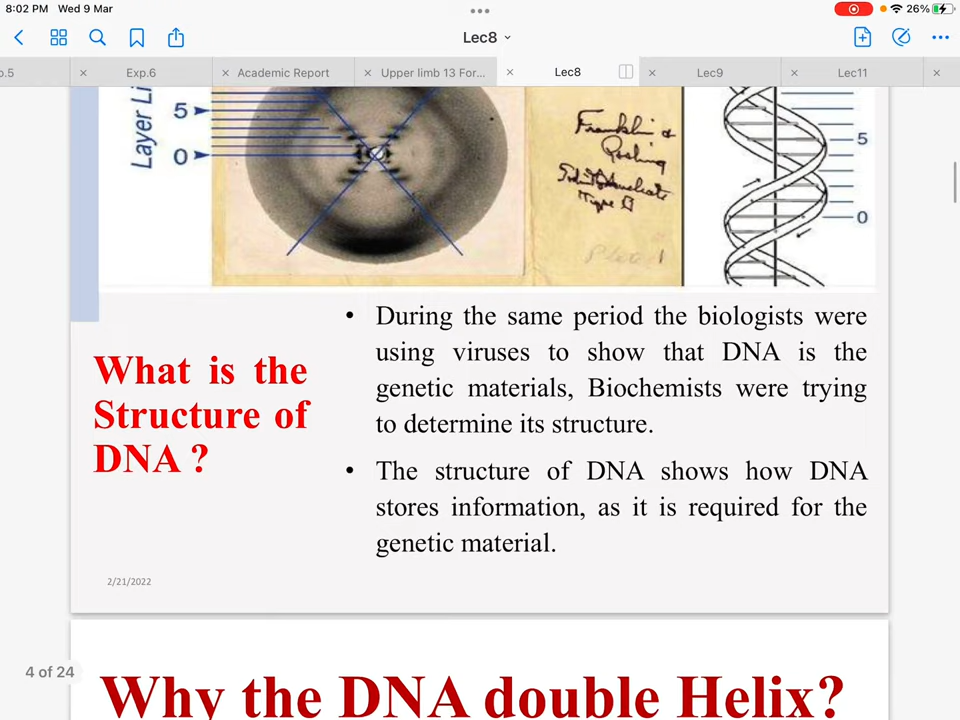 8:02 PM Wed 9 Mar
26%
Lec8
p.5
Exp.6
Academic Report
Upper limb 13 For...
Lec8
Lec9
Lec11
Layer Li
5
0
Franklin &
Gosling
Type B
5
0
What is the
Structure of
DNA ?
• During the same period the biologists were
using viruses to show that DNA is the
genetic materials, Biochemists were trying
to determine its structure.
• The structure of DNA shows how DNA
stores information, as it is required for the
genetic material.
2/21/2022
4 of 24
Why the DNA double Helix?